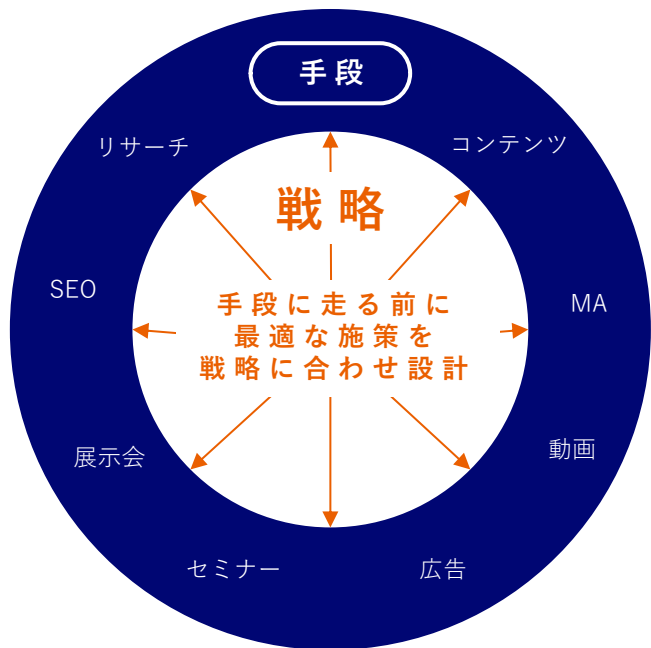 手段
リサーチ
コンテンツ
戦略
SEO
MA
手段に走る前に
最適な施策を
戦略に合わせ設計
展示会
動画
セミナー
広告